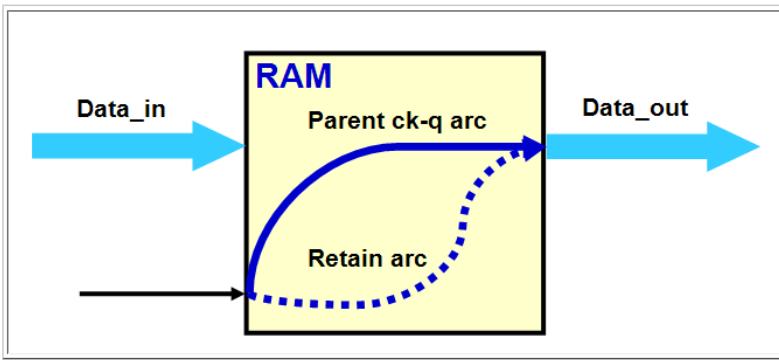 RAM
Data_in
Parent ck-q arc
Data_out
Retain arc